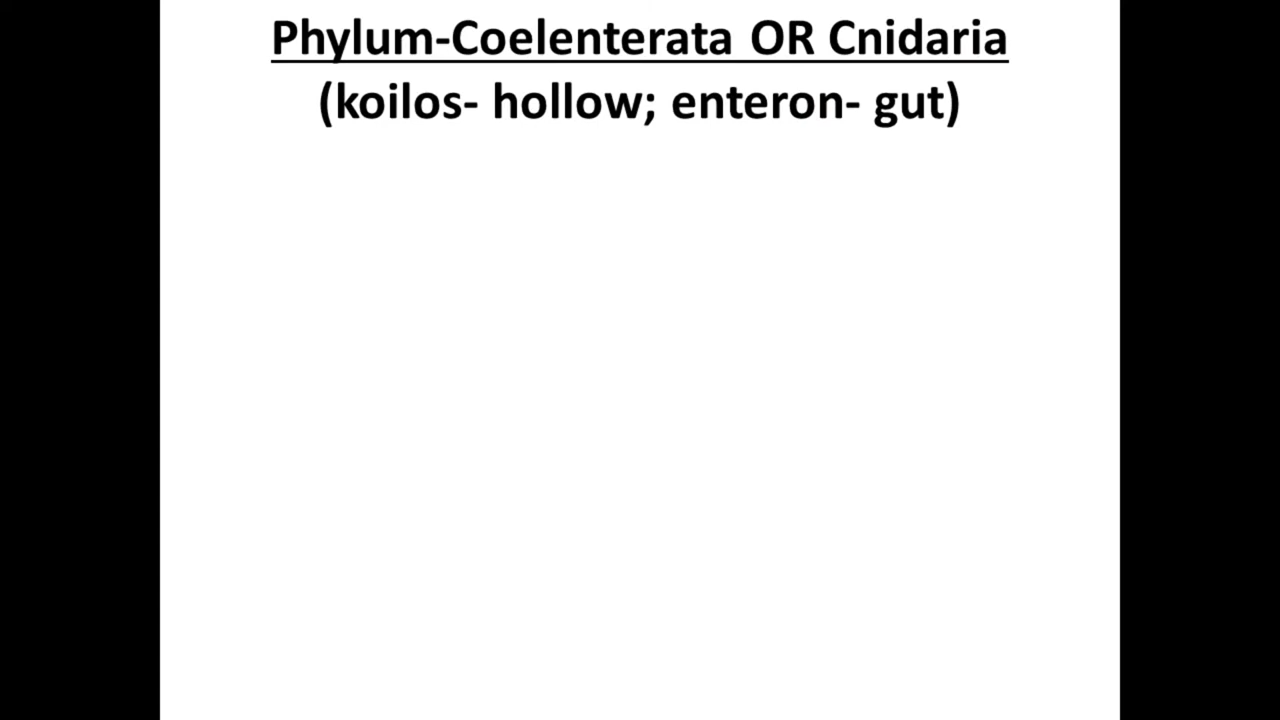 Phylum-Coelenterata OR Cnidaria
(koilos- hollow; enteron- gut)